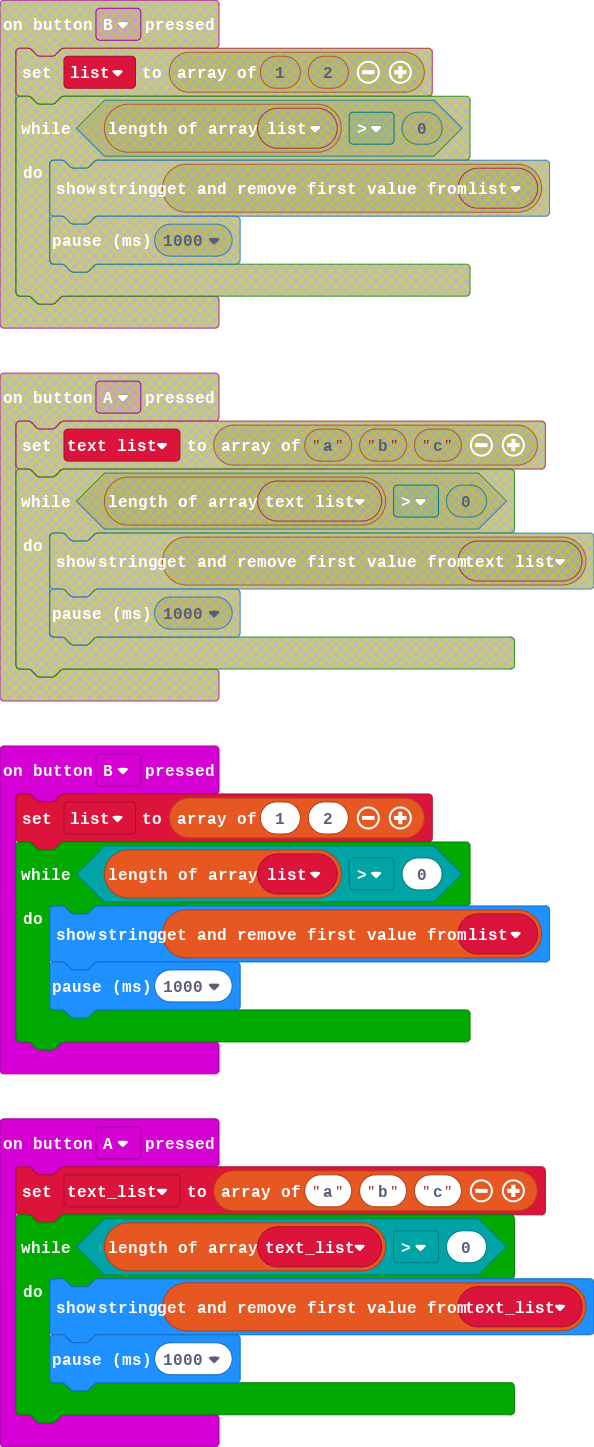 on button B pressed
set list to array of 1 2
while length of array list > 0
do
show string get and remove first value from list
pause (ms) 1000
on button A pressed
set text list to array of "a" "b" "c"
while length of array text list > 0
do
show string get and remove first value from text list
pause (ms) 1000
on button B pressed
set list to array of 1 2
while length of array list > 0
do
show string get and remove first value from list
pause (ms) 1000
on button A pressed
set text_list to array of "a" "b" "c"
while length of array text_list > 0
do
show string get and remove first value from text_list
pause (ms) 1000